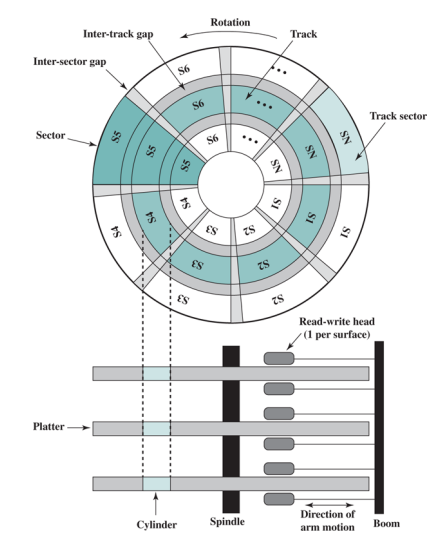 Rotation
Inter-track gap
Track
Inter-sector gap
Track sector
Sector
S6
•••
S6
•••
S6
•••
SN
SN
SN
S5
S5
S5
S4
S4
S4
S3
S3
S3
S2
S2
S2
S1
S1
S1
Read-write head
(1 per surface)
Platter
Cylinder
Spindle
Direction of
arm motion
Boom